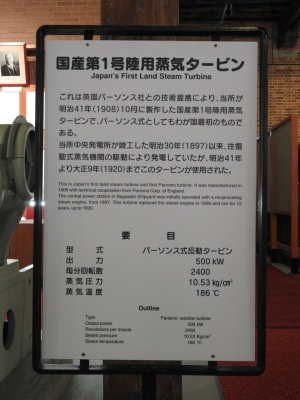 国産第1号陸用蒸気タービン
Japan's First Land Steam Turbine
これは英国パーソンス社との技術提携により、当所が
明治41年(1908)10月に製作した国産第1号陸用蒸気
タービンで、パーソンス式としてもわが国最初のもので
ある。
当所中央発電所が竣工した明治30年(1897)以来、往復
動式蒸気機関の駆動により発電していたが、明治41年
より大正9年(1920)までこのタービンが使用された。
This is Japan's first land steam turbine and first Parsons turbine. It was manufactured in
1908 with technical cooperation from Parsons Corp. of England.
The central power station in Nagasaki Shipyard was initially operated with a reciprocating
steam engine, from 1897. This turbine replaced the steam engine in 1908 and ran for 12
years, up to 1920.
要 目
型 式 パーソンス式反動タービン
出 力 500 kW
毎分回転数 2400
蒸気圧力 10.53 kg/cm²
蒸気温度 186 ℃
Outline
Type Parsons' reaction turbine
Output power 500 kW
Revolutions per minute 2400
Steam pressure 10.53 Kg/cm²
Steam temperature 186 ℃